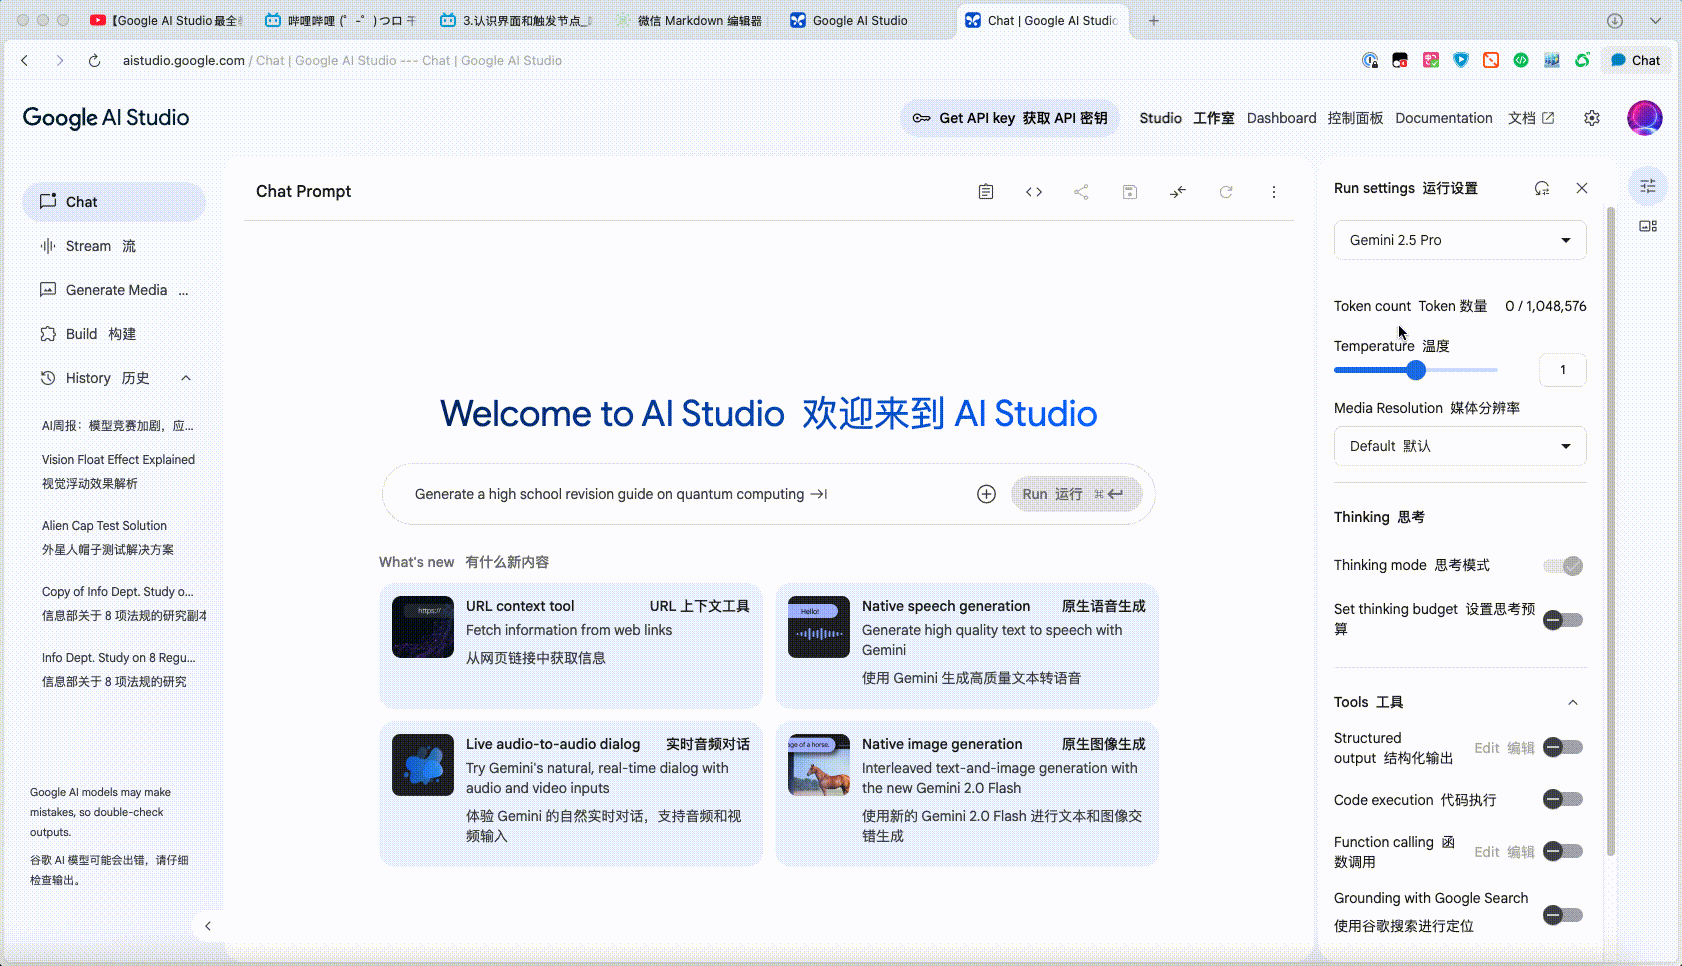 【Google AI Studio 最全
哔哩哔哩 (゜-゜)つロ 干
3.认识界面和触发节点_
微信 Markdown 编辑器
Google AI Studio
Chat | Google AI Studio
aistudio.google.com / Chat | Google AI Studio --- Chat | Google AI Studio
Chat
Google AI Studio
Get API key 获取 API 密钥
Studio 工作室
Dashboard 控制面板
Documentation 文档
Chat
Stream 流
Generate Media ...
Build 构建
History 历史
AI周报：模型竞赛加剧，应...
Vision Float Effect Explained
视觉浮动效果解析
Alien Cap Test Solution
外星人帽子测试解决方案
Copy of Info Dept. Study o...
信息部关于 8 项法规的研究副本
Info Dept. Study on 8 Regu...
信息部关于 8 项法规的研究
Google AI models may make
mistakes, so double-check
outputs.
谷歌 AI 模型可能会出错，请仔细
检查输出。
Chat Prompt
Welcome to AI Studio 欢迎来到 AI Studio
Generate a high school revision guide on quantum computing
Run 运行 ⌘
What's new 有什么新内容
https://
URL context tool URL 上下文工具
Fetch information from web links
从网页链接中获取信息
Hello!
Native speech generation 原生语音生成
Generate high quality text to speech with
Gemini
使用 Gemini 生成高质量文本转语音
Live audio-to-audio dialog 实时音频对话
Try Gemini's natural, real-time dialog with
audio and video inputs
体验 Gemini 的自然实时对话，支持音频和视
频输入
age of a horse.
Native image generation 原生图像生成
Interleaved text-and-image generation with
the new Gemini 2.0 Flash
使用新的 Gemini 2.0 Flash 进行文本和图像交
错生成
Run settings 运行设置
Gemini 2.5 Pro
Token count Token 数量 0 / 1,048,576
Temperature 温度
1
Media Resolution 媒体分辨率
Default 默认
Thinking 思考
Thinking mode 思考模式
Set thinking budget 设置思考预
算
Tools 工具
Structured
output 结构化输出
Edit 编辑
Code execution 代码执行
Function calling 函
数调用
Edit 编辑
Grounding with Google Search
使用谷歌搜索进行定位